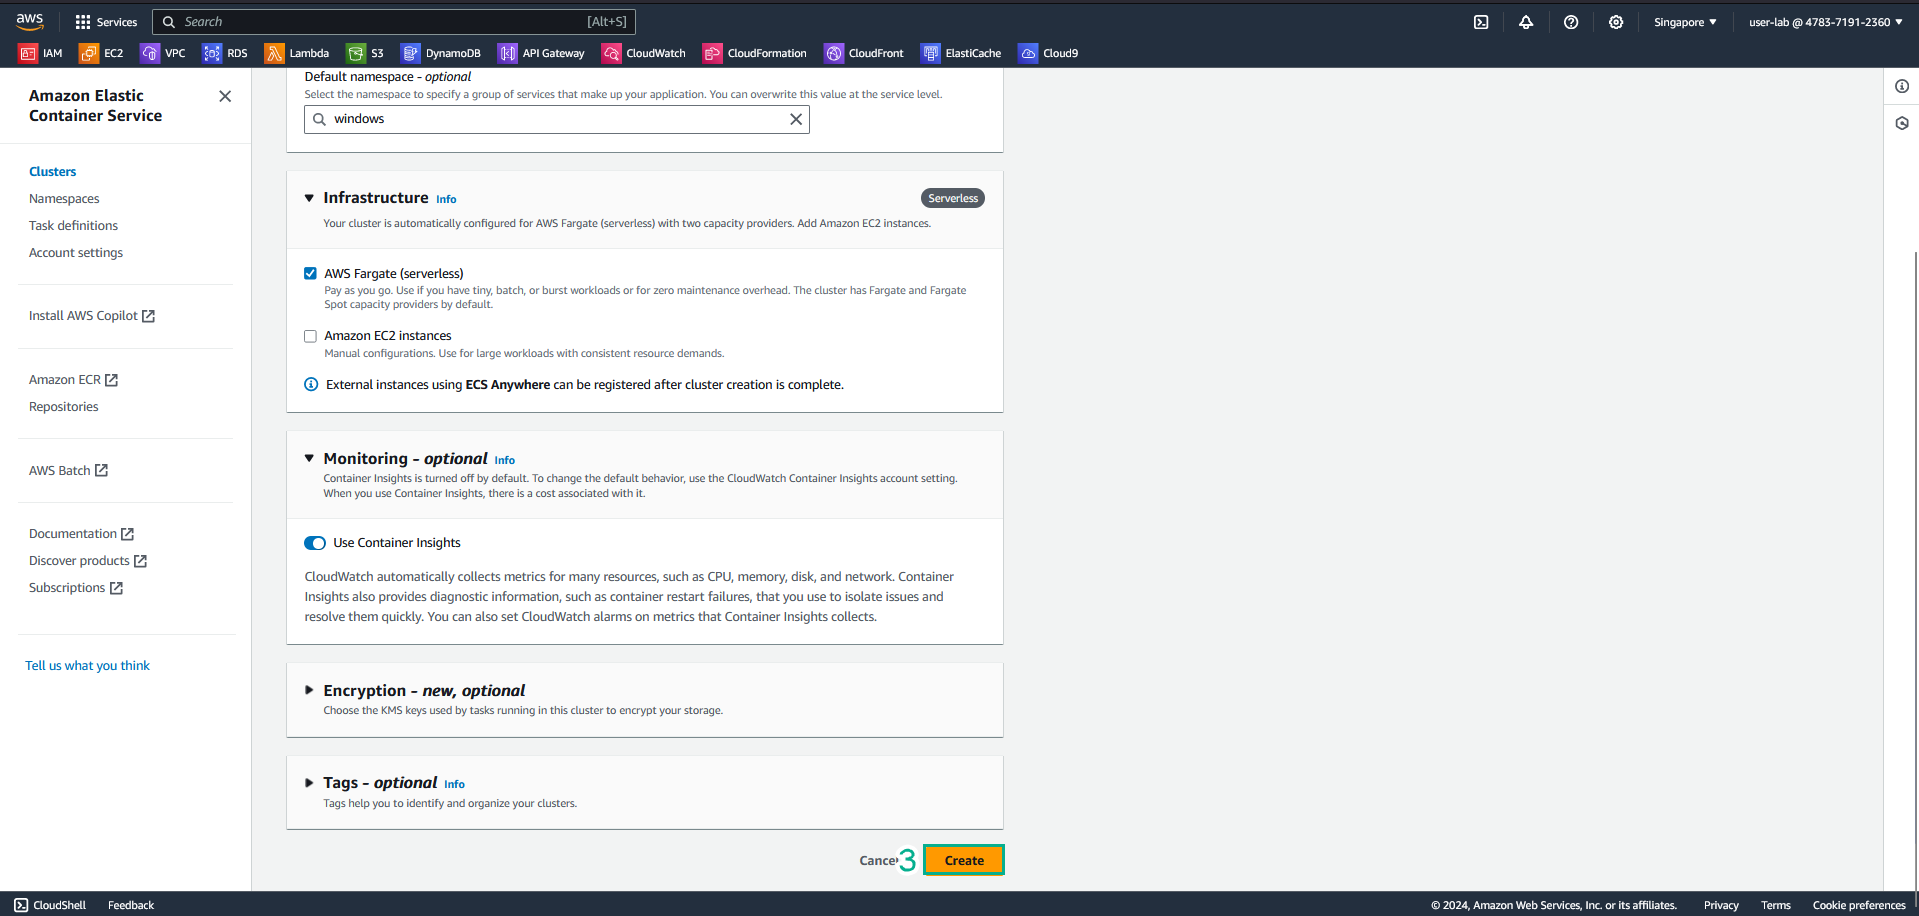 aws
Services
Search
[Alt+S]
Singapore
user-lab @ 4783-7191-2360
IAM
EC2
VPC
RDS
Lambda
S3
DynamoDB
API Gateway
CloudWatch
CloudFormation
CloudFront
ElastiCache
Cloud9
Amazon Elastic
Container Service
Clusters
Namespaces
Task definitions
Account settings
Install AWS Copilot
Amazon ECR
Repositories
AWS Batch
Documentation
Discover products
Subscriptions
Tell us what you think
Default namespace - optional
Select the namespace to specify a group of services that make up your application. You can overwrite this value at the service level.
windows
Infrastructure Info
Serverless
Your cluster is automatically configured for AWS Fargate (serverless) with two capacity providers. Add Amazon EC2 instances.
AWS Fargate (serverless)
Pay as you go. Use if you have tiny, batch, or burst workloads or for zero maintenance overhead. The cluster has Fargate and Fargate
Spot capacity providers by default.
Amazon EC2 instances
Manual configurations. Use for large workloads with consistent resource demands.
External instances using ECS Anywhere can be registered after cluster creation is complete.
Monitoring - optional Info
Container Insights is turned off by default. To change the default behavior, use the CloudWatch Container Insights account setting.
When you use Container Insights, there is a cost associated with it.
Use Container Insights
CloudWatch automatically collects metrics for many resources, such as CPU, memory, disk, and network. Container
Insights also provides diagnostic information, such as container restart failures, that you use to isolate issues and
resolve them quickly. You can also set CloudWatch alarms on metrics that Container Insights collects.
Encryption - new, optional
Choose the KMS keys used by tasks running in this cluster to encrypt your storage.
Tags - optional Info
Tags help you to identify and organize your clusters.
Cancel
3
Create
CloudShell
Feedback
© 2024, Amazon Web Services, Inc. or its affiliates.
Privacy
Terms
Cookie preferences